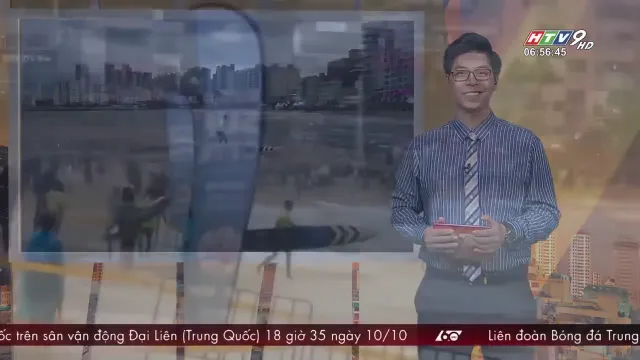 HTV9 HD
06:56:45
ốc trên sân vận động Đại Liên (Trung Quốc) 18 giờ 35 ngày 10/10 60 Liên đoàn Bóng đá Trung